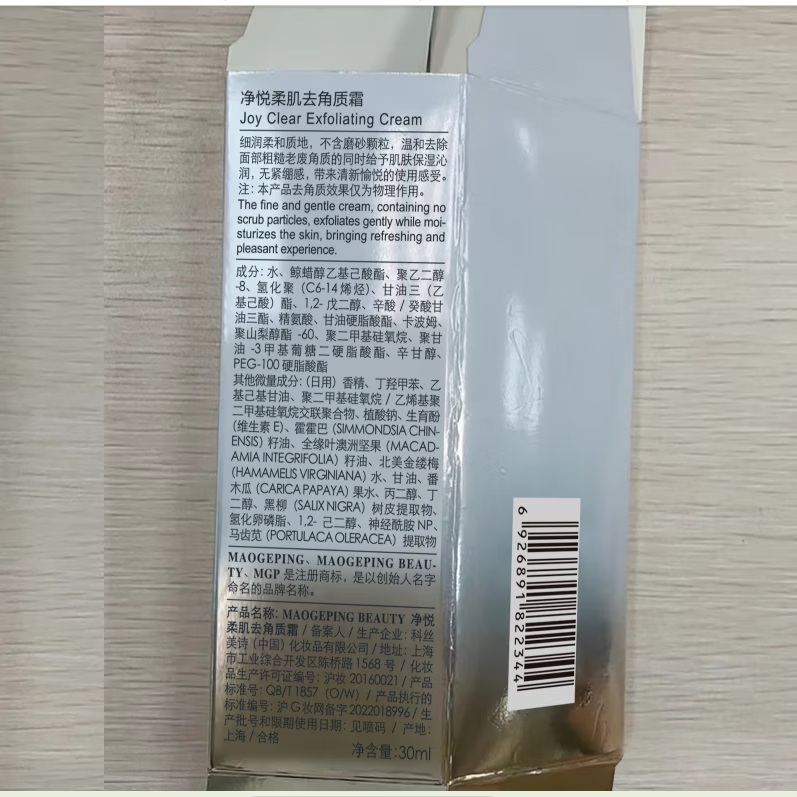 净悦柔肌去角质霜
Joy Clear Exfoliating Cream
细润柔和质地，不含磨砂颗粒，温和去除
面部粗糙老废角质的同时给予肌肤保湿沁
润，无紧绷感，带来清新愉悦的使用感受。
注：本产品去角质效果仅为物理作用。
The fine and gentle cream, containing no
scrub particles, exfoliates gently while moi-
sturizes the skin, bringing refreshing and
pleasant experience.
成分：水、鲸蜡醇乙基己酸酯、聚乙二醇
-8、氢化聚（C6-14 烯烃）、甘油三（乙
基己酸）酯、1,2- 戊二醇、辛酸 / 癸酸甘
油三酯、精氨酸、甘油硬脂酸酯、卡波姆、
聚山梨醇酯 -60、聚二甲基硅氧烷、聚甘
油 -3 甲基葡糖二硬脂酸酯、辛甘醇、
PEG-100 硬脂酸酯
其他微量成分：（日用）香精、丁羟甲苯、乙
基己基甘油、聚二甲基硅氧烷 / 乙烯基聚
二甲基硅氧烷交联聚合物、植酸钠、生育酚
（维生素 E）、霍霍巴（SIMMONDSIA CHIN-
ENSIS）籽油、全缘叶澳洲坚果（MACAD-
AMIA INTEGRIFOLIA）籽油、北美金缕梅
（HAMAMELIS VIRGINIANA）水、甘油、番
木瓜（CARICA PAPAYA）果水、丙二醇、丁
二醇、黑柳（SALIX NIGRA）树皮提取物、
氢化卵磷脂、1,2- 己二醇、神经酰胺 NP、
马齿苋（PORTULACA OLERACEA）提取物
MAOGEPING、MAOGEPING BEAU-
TY、MGP 是注册商标，是以创始人名字
命名的品牌名称。
产品名称：MAOGEPING BEAUTY 净悦
柔肌去角质霜 / 备案人 / 生产企业：科丝
美诗（中国）化妆品有限公司 / 地址：上海
市工业综合开发区陈桥路 1568 号 / 化妆
品生产许可证编号：沪妆 20160021 / 产品
标准号：QB/T 1857（O/W）/ 产品执行的
标准编号：沪 G 妆网备字 2022018996 / 生
产批号和限期使用日期：见喷码 / 产地：
上海 / 合格
净含量:30ml
6 926891 822344